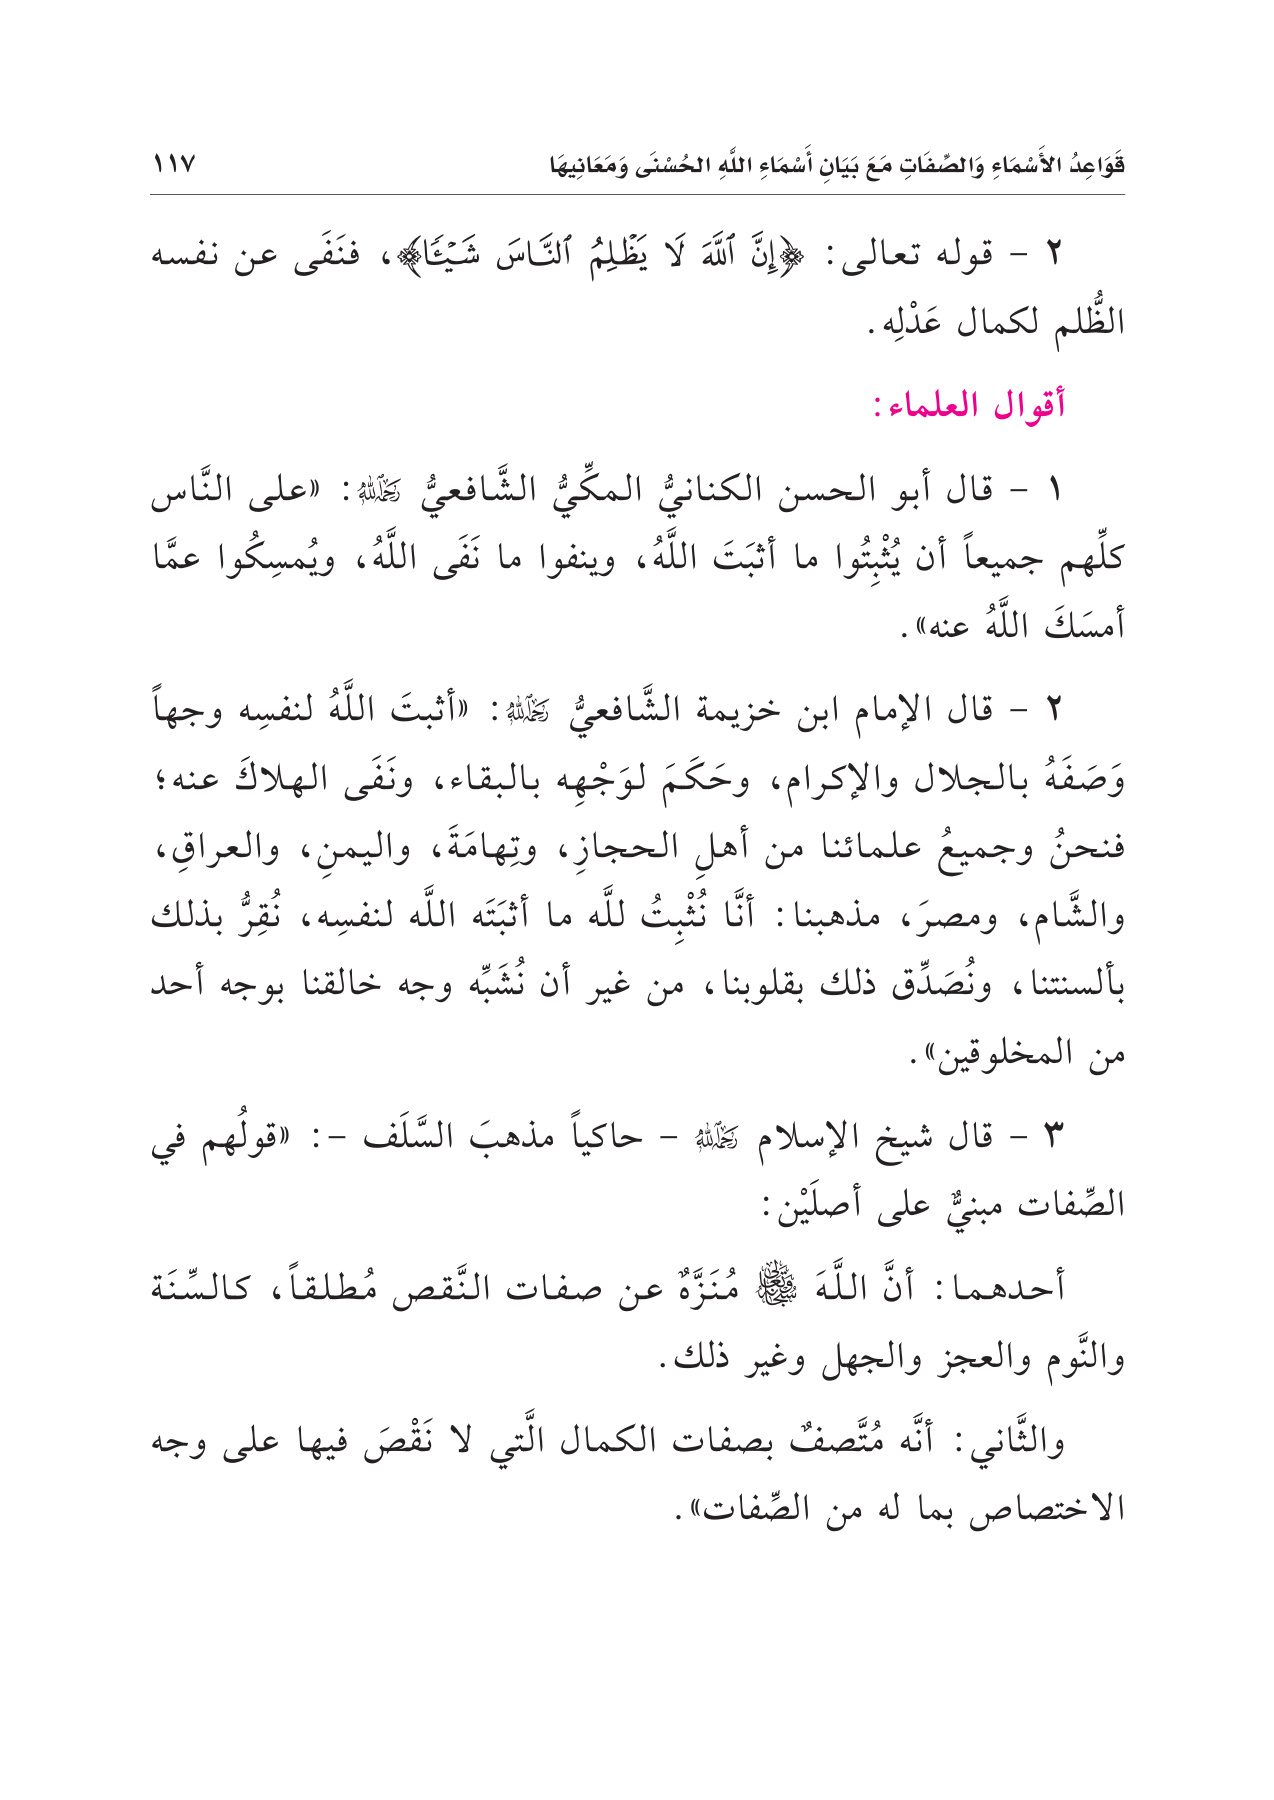 قَوَاعِدُ الأَسْمَاءِ وَالصِّفَاتِ مَعَ بَيَانِ أَسْمَاءِ اللَّهِ الحُسْنَى وَمَعَانِيهَا ١١٧
٢ - قوله تعالى: ﴿إِنَّ ٱللَّهَ لَا يَظْلِمُ ٱلنَّاسَ شَيْـًٔا﴾، فنَفَى عن نفسه
الظُّلم لكمال عَدْلِه.
أقوال العلماء:
١ - قال أبو الحسن الكنانيُّ المكِّيُّ الشَّافعيُّ رَحِمَهُ اللَّهُ: «على النَّاس
كلِّهم جميعاً أن يُثْبِتُوا ما أثبَتَ اللَّهُ، وينفوا ما نَفَى اللَّهُ، ويُمسِكُوا عمَّا
أمسَكَ اللَّهُ عنه».
٢ - قال الإمام ابن خزيمة الشَّافعيُّ رَحِمَهُ اللَّهُ: «أثبتَ اللَّهُ لنفسِه وجهاً
وَصَفَهُ بالجلال والإكرام، وحَكَمَ لوَجْهِه بالبقاء، ونَفَى الهلاكَ عنه؛
فنحنُ وجميعُ علمائنا من أهلِ الحجازِ، وتِهامَةَ، واليمنِ، والعراقِ،
والشَّام، ومصرَ، مذهبنا: أنَّا نُثْبِتُ للَّه ما أثبَتَه اللَّه لنفسِه، نُقِرُّ بذلك
بألسنتنا، ونُصَدِّق ذلك بقلوبنا، من غير أن نُشَبِّه وجه خالقنا بوجه أحد
من المخلوقين».
٣ - قال شيخ الإسلام رَحِمَهُ اللَّهُ - حاكياً مذهبَ السَّلَف -: «قولُهم في
الصِّفات مبنيٌّ على أصلَيْن:
أحدهما: أنَّ اللَّهَ سُبْحَانَهُ وَتَعَالَى مُنَزَّهٌ عن صفات النَّقص مُطلقاً، كالسِّنَة
والنَّوم والعجز والجهل وغير ذلك.
والثَّاني: أنَّه مُتَّصفٌ بصفات الكمال الَّتي لا نَقْصَ فيها على وجه
الاختصاص بما له من الصِّفات».